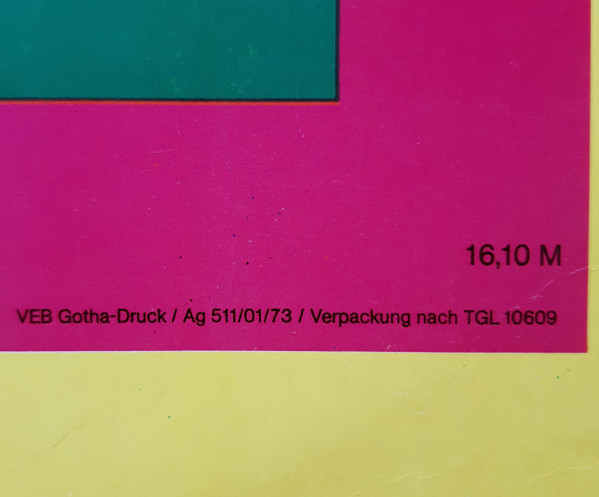 16,10 M
VEB Gotha-Druck / Ag 511/01/73 / Verpackung nach TGL 10609